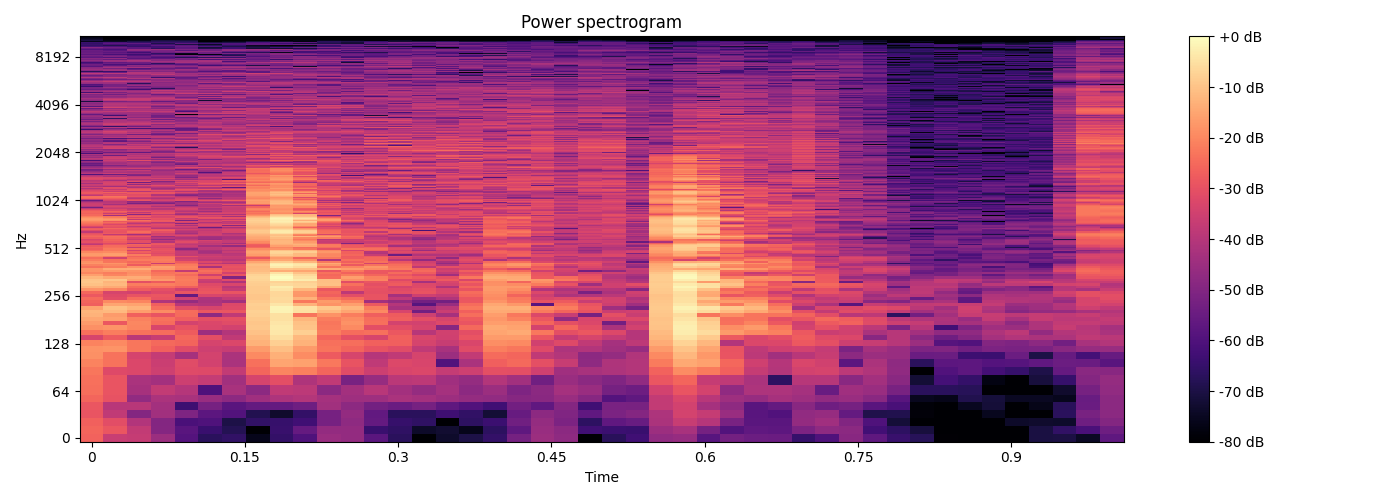 Power spectrogram
8192
4096
2048
1024
512
256
128
64
0
Hz
0 0.15 0.3 0.45 0.6 0.75 0.9
Time
+0 dB
-10 dB
-20 dB
-30 dB
-40 dB
-50 dB
-60 dB
-70 dB
-80 dB